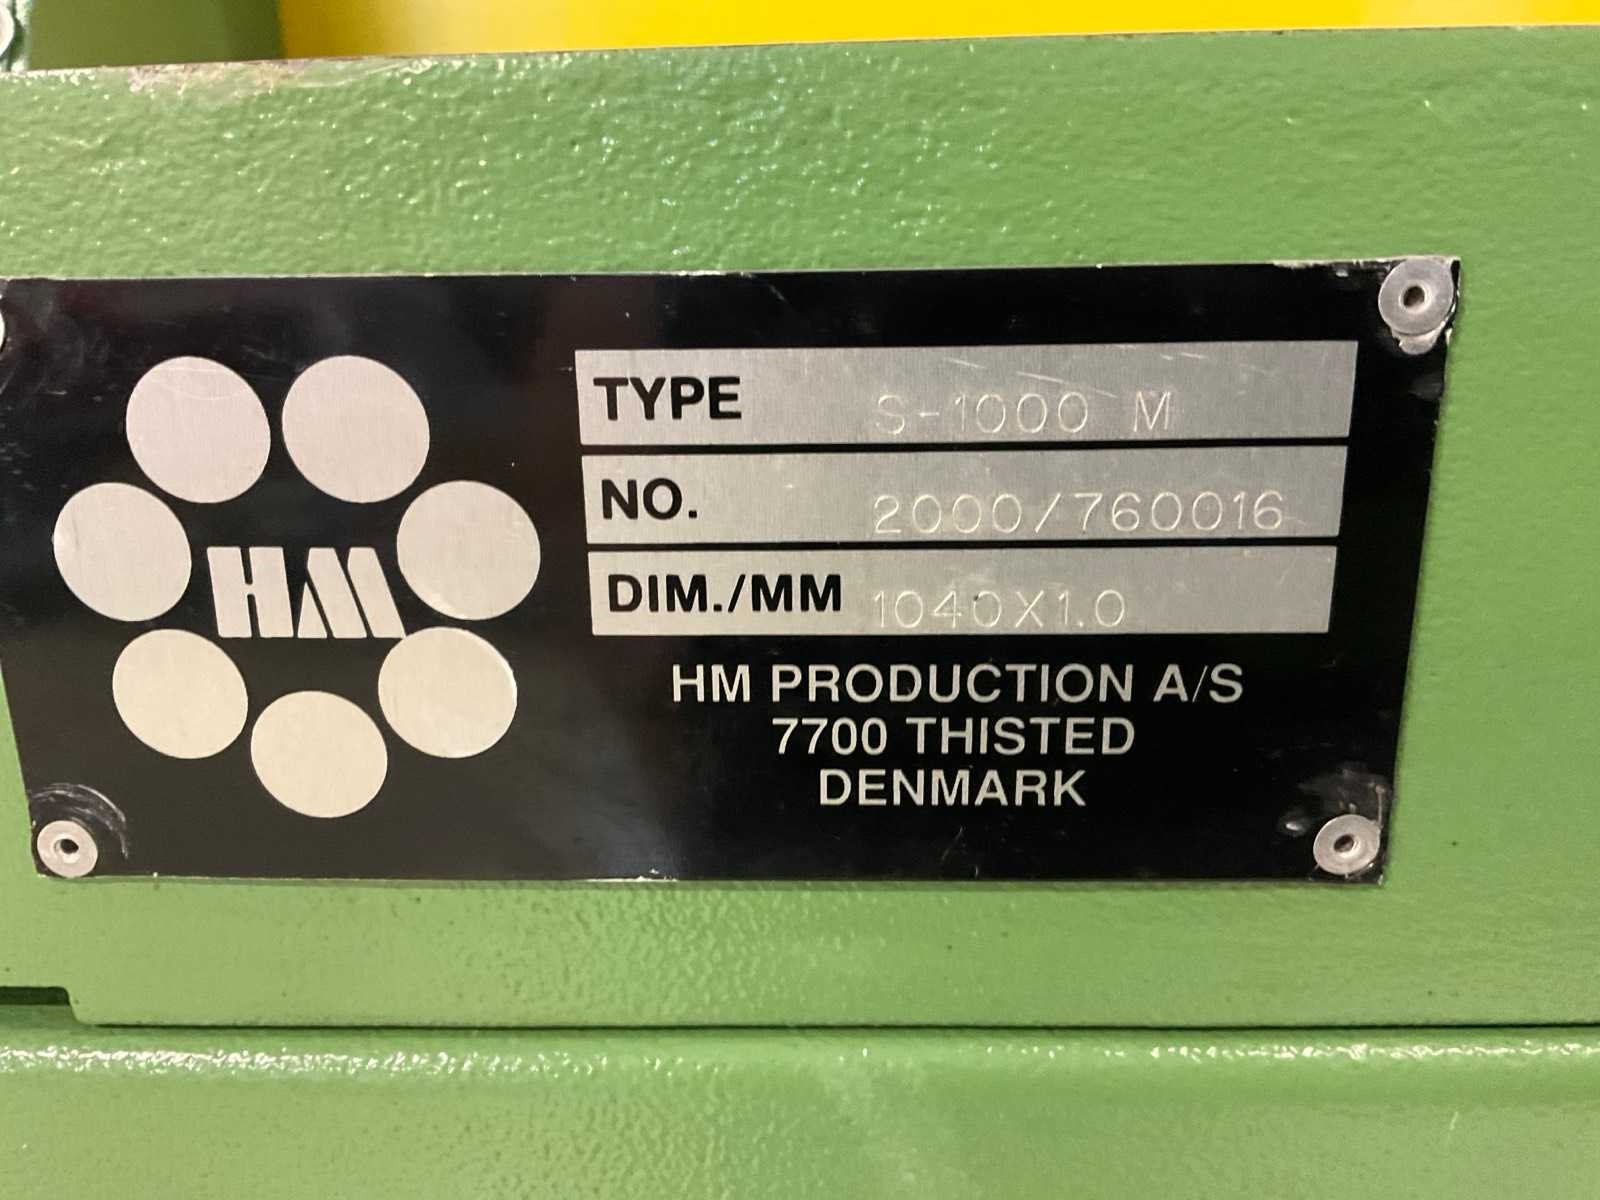 HM
TYPE S-1000 M
NO. 2000/760016
DIM./MM 1040X1.0
HM PRODUCTION A/S
7700 THISTED
DENMARK